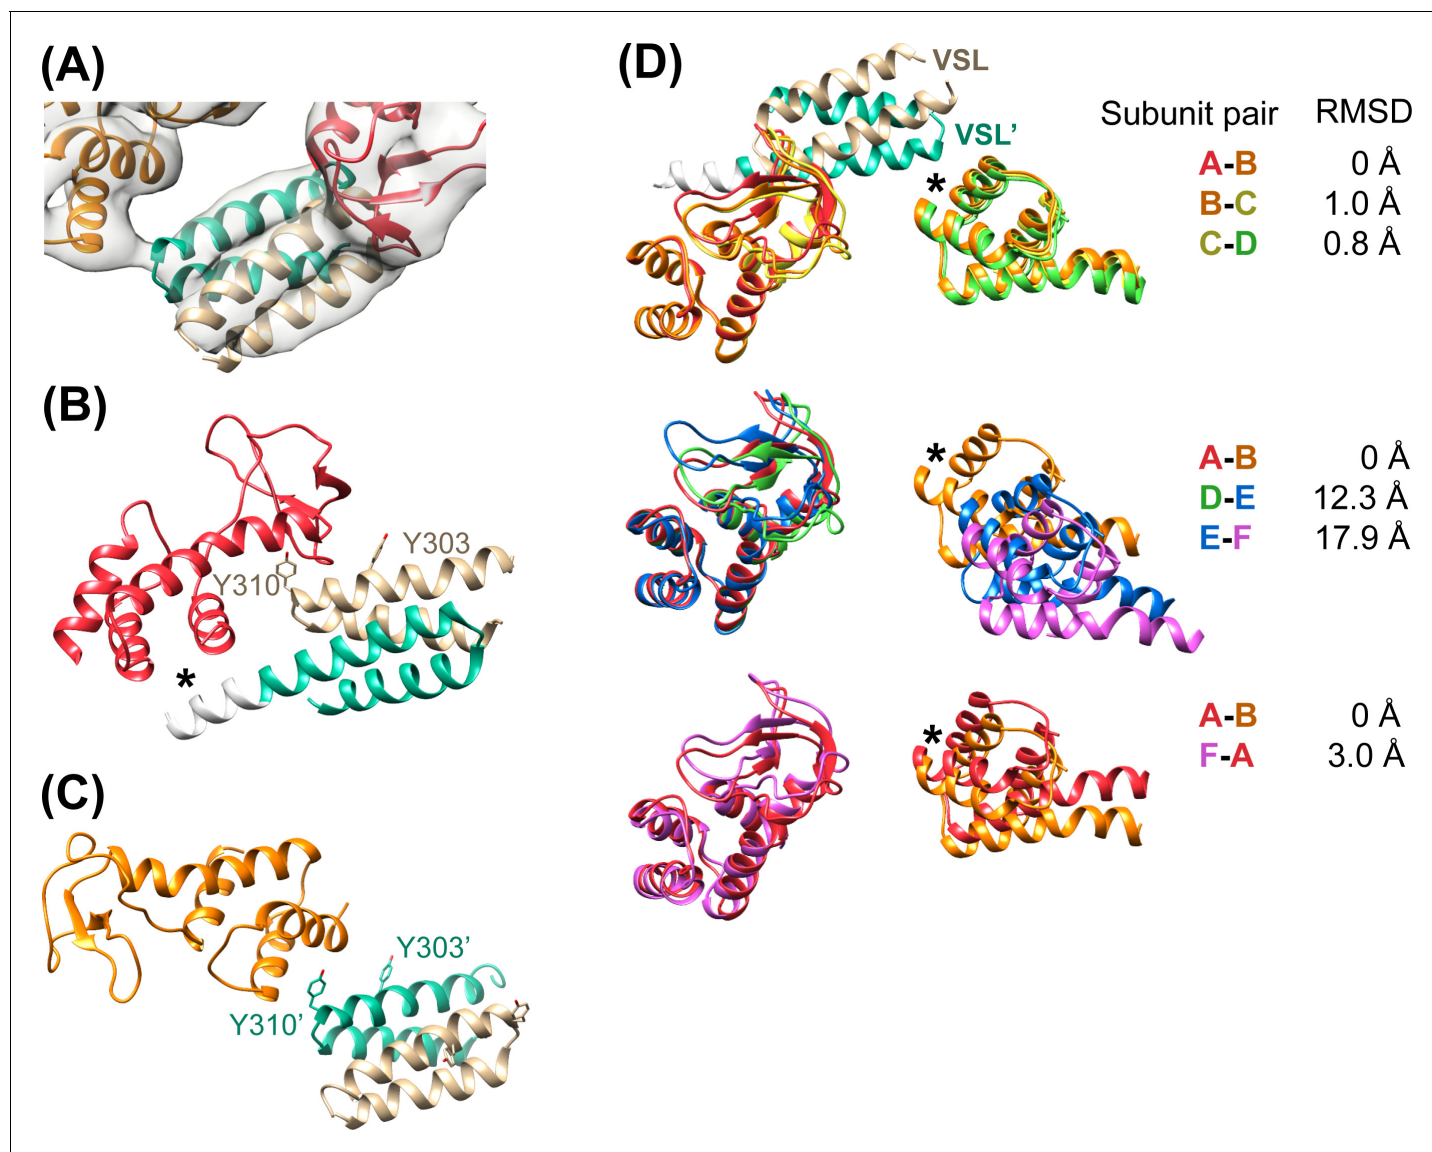 (A)
(B)
Y303
Y310
*
(C)
Y303’
Y310’
(D)
VSL
VSL’
*
Subunit pair RMSD
A-B 0 Å
B-C 1.0 Å
C-D 0.8 Å
*
A-B 0 Å
D-E 12.3 Å
E-F 17.9 Å
*
A-B 0 Å
F-A 3.0 Å